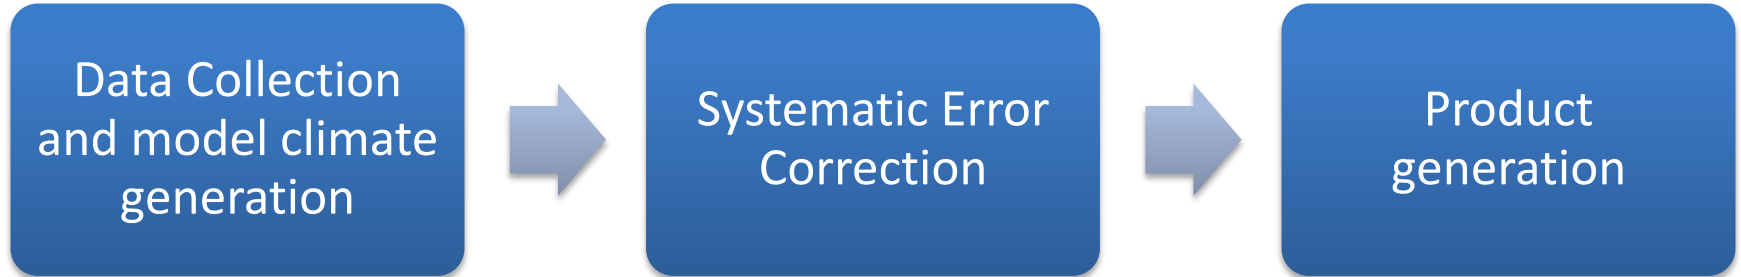 Data Collection
and model climate
generation
Systematic Error
Correction
Product
generation